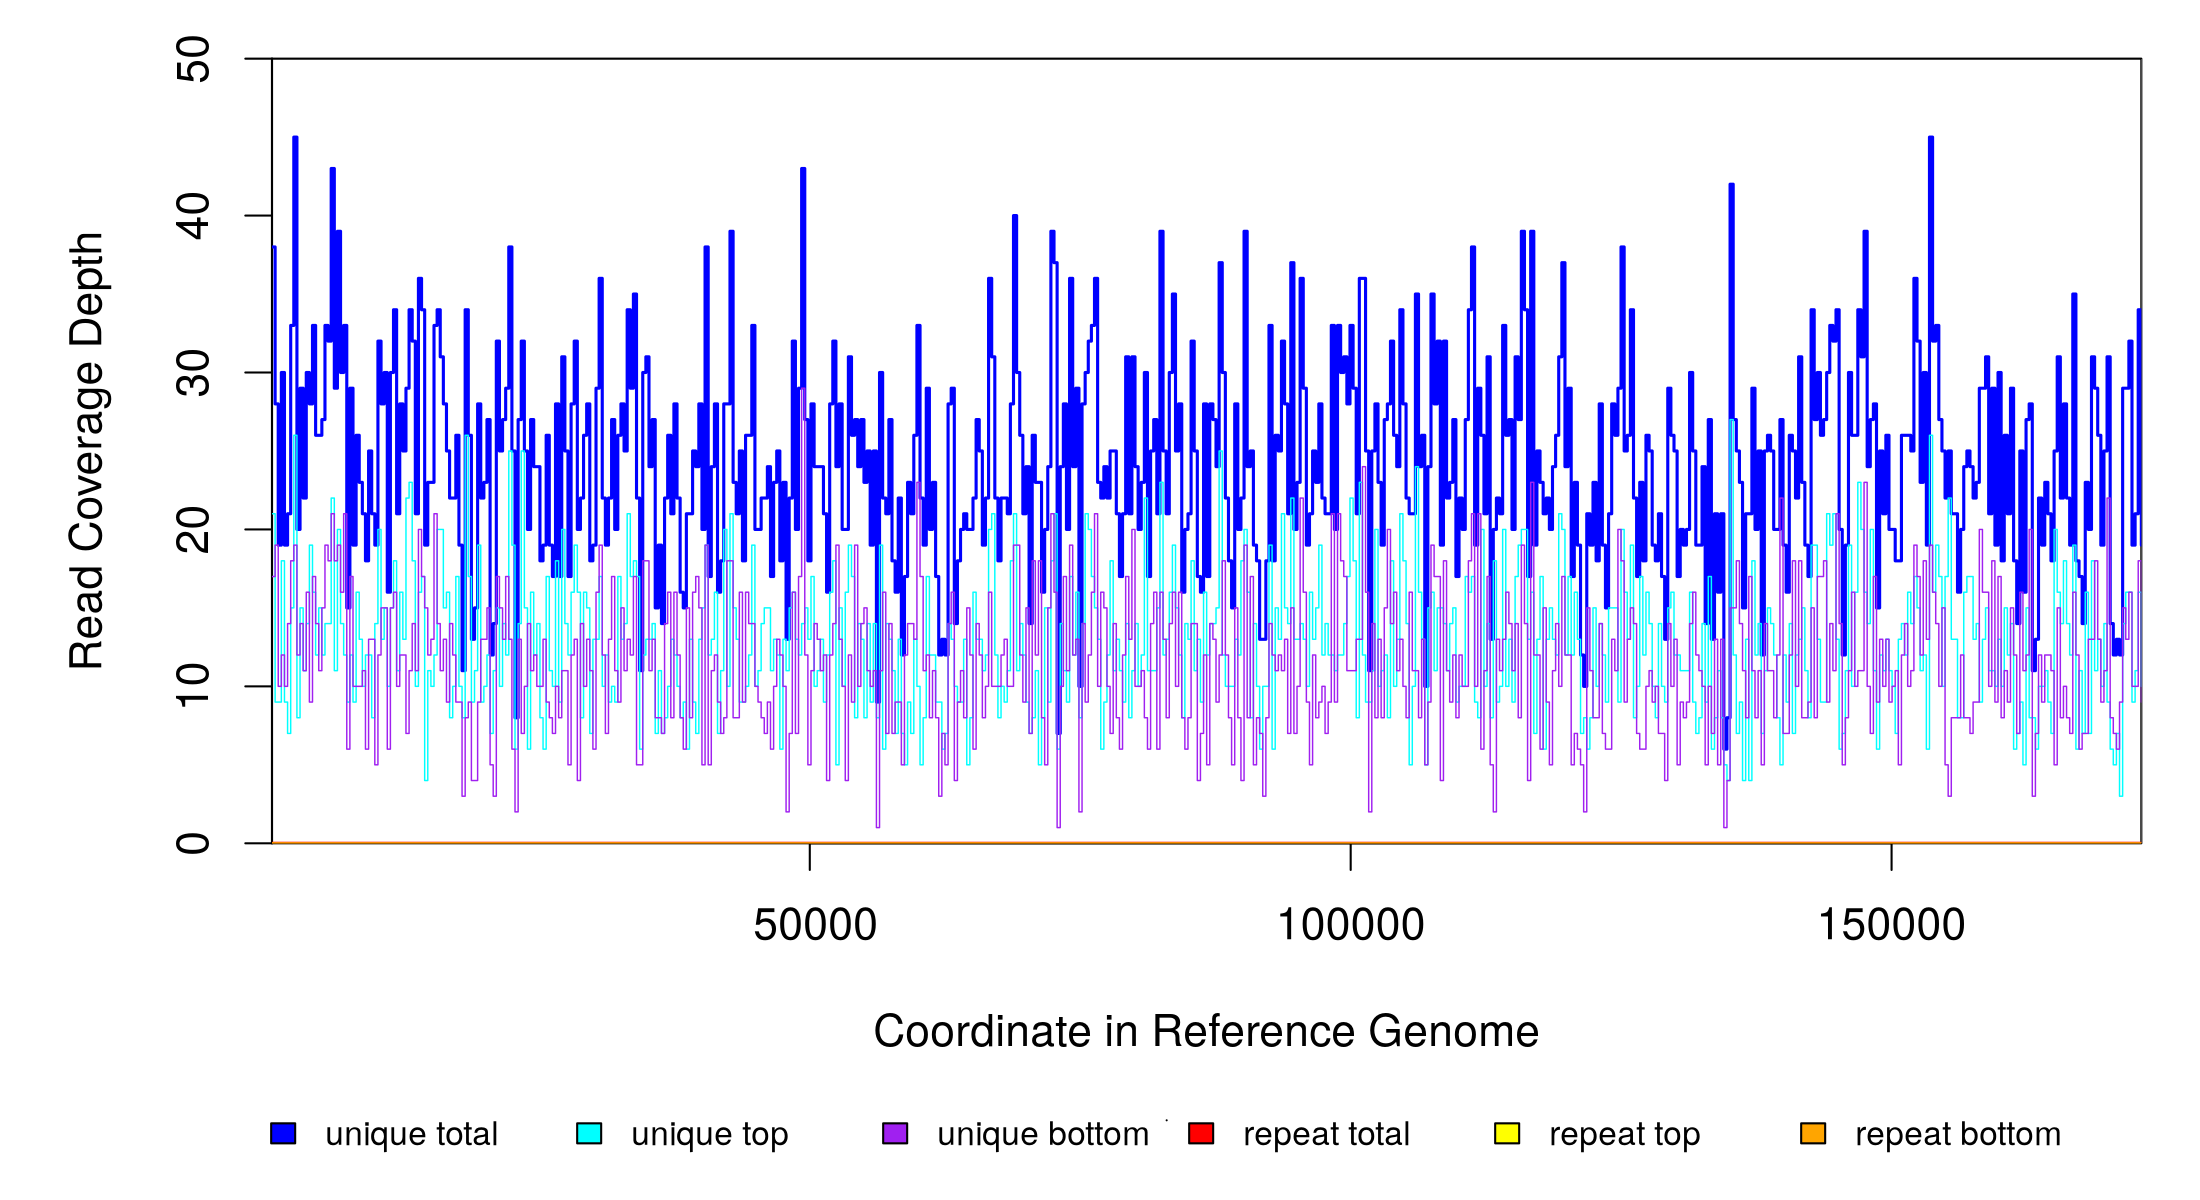 50
40
30
20
10
0
Read Coverage Depth
50000 100000 150000
Coordinate in Reference Genome
unique total unique top unique bottom repeat total repeat top repeat bottom